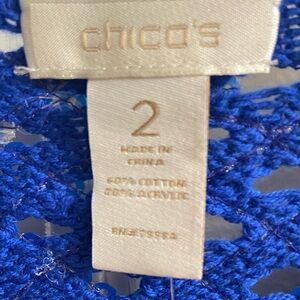 chico's
2
MADE IN
CHINA
60% COTTON
40% ACRYLIC